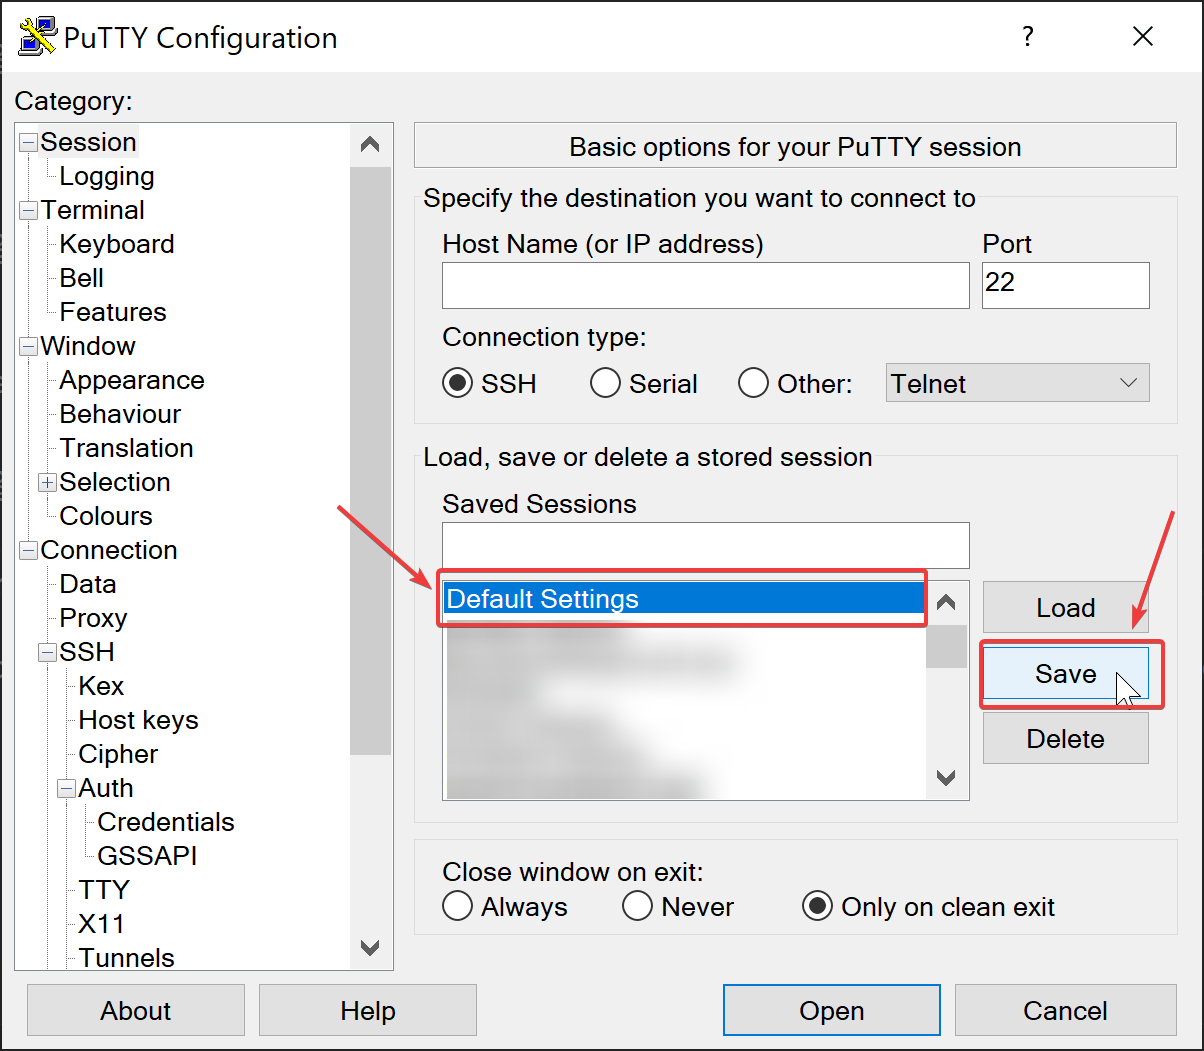 PuTTY Configuration
?
Category:
Session
Logging
Terminal
Keyboard
Bell
Features
Window
Appearance
Behaviour
Translation
Selection
Colours
Connection
Data
Proxy
SSH
Kex
Host keys
Cipher
Auth
Credentials
GSSAPI
TTY
X11
Tunnels
Basic options for your PuTTY session
Specify the destination you want to connect to
Host Name (or IP address) Port
22
Connection type:
SSH Serial Other: Telnet
Load, save or delete a stored session
Saved Sessions
Default Settings
Load
Save
Delete
Close window on exit:
Always Never Only on clean exit
About Help Open Cancel